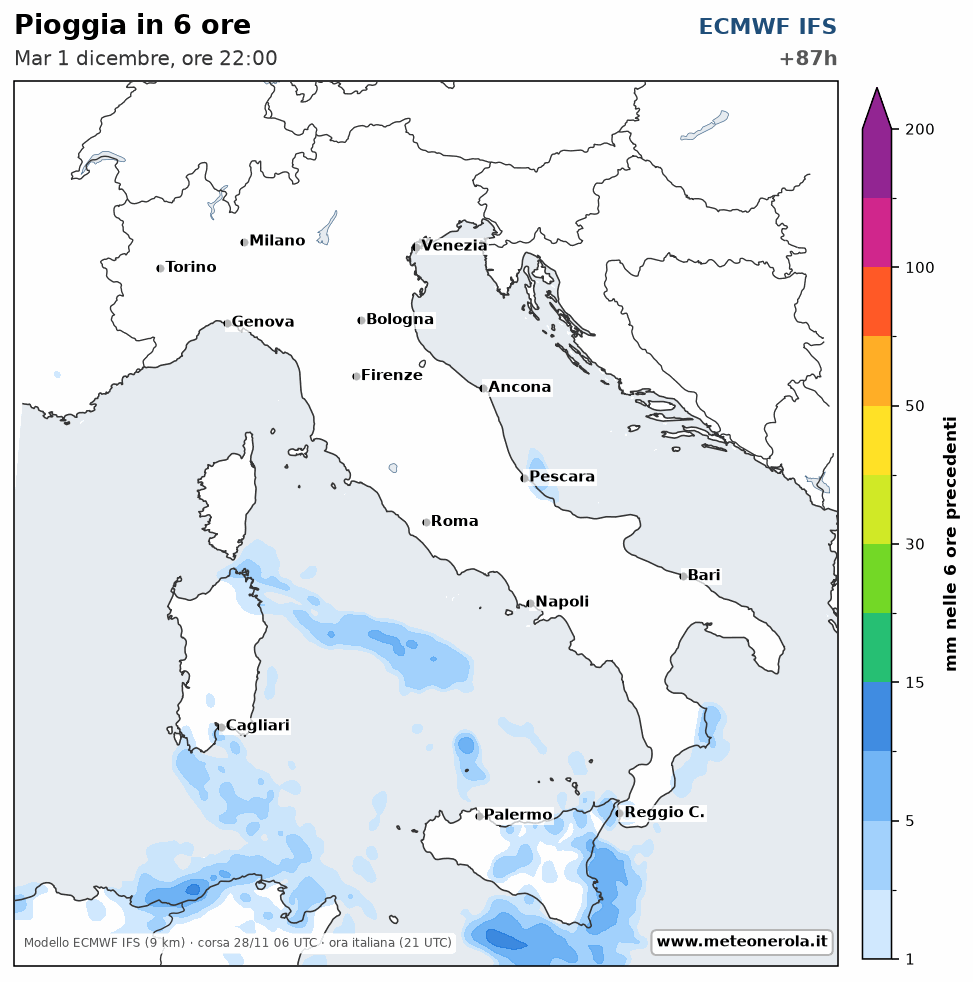 Pioggia in 6 ore
ECMWF IFS
Mar 1 dicembre, ore 22:00
+87h
200
Milano
Venezia
Torino
100
Genova
Bologna
Firenze
Ancona
50
mm nelle 6 ore precedenti
Pescara
Roma
30
Bari
Napoli
15
Cagliari
Palermo
Reggio C.
5
Modello ECMWF IFS (9 km) · corsa 28/11 06 UTC · ora italiana (21 UTC)
www.meteonerola.it
1